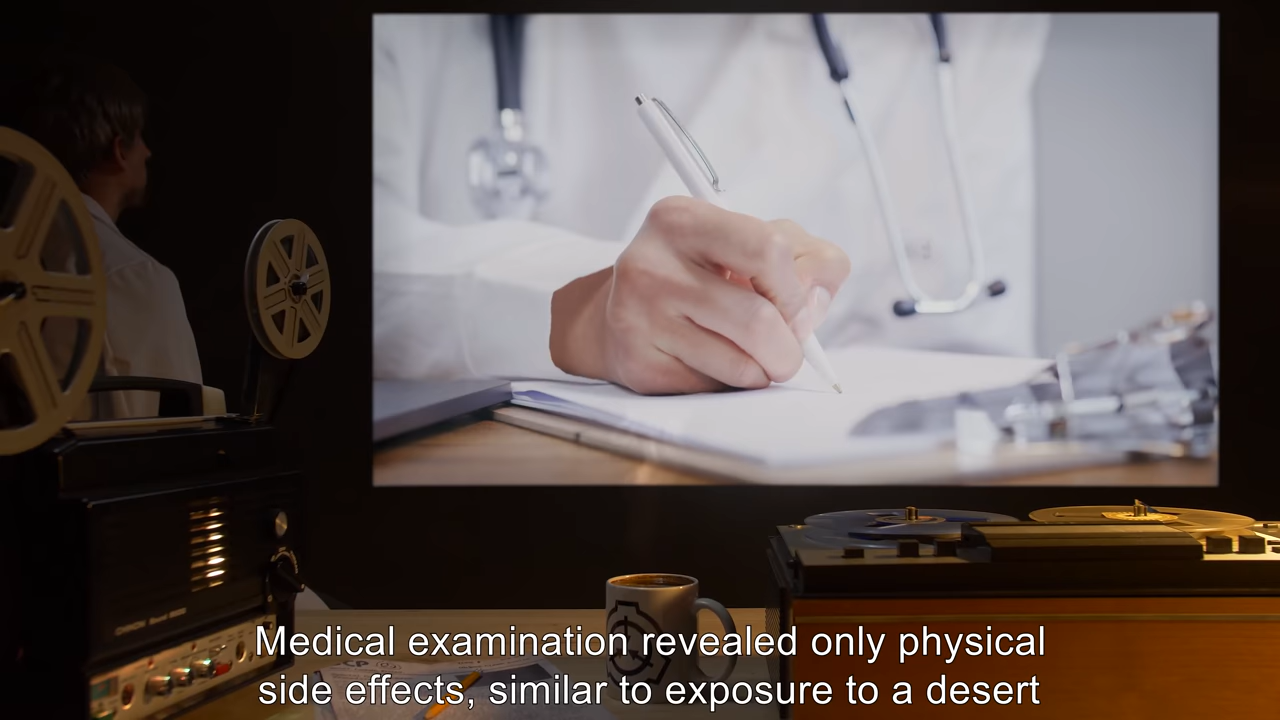 Medical examination revealed only physical
side effects, similar to exposure to a desert